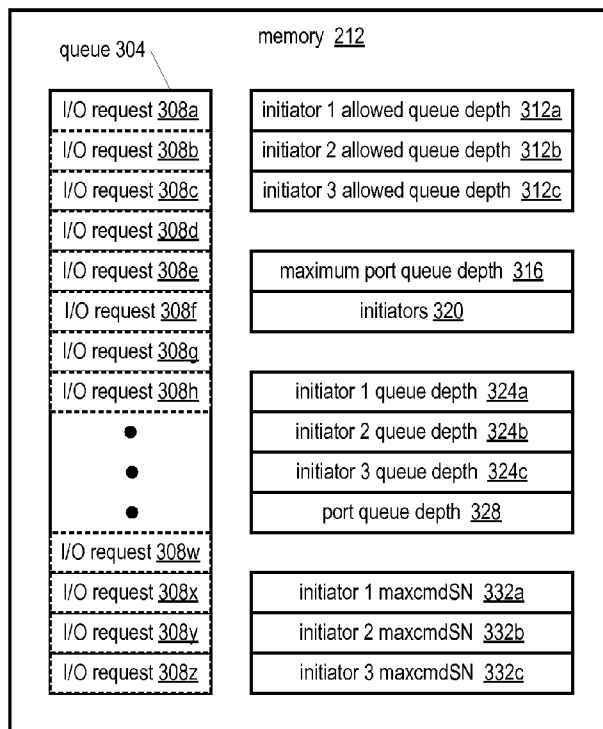 memory 212
queue 304
I/O request 308a
I/O request 308b
I/O request 308c
I/O request 308d
I/O request 308e
I/O request 308f
I/O request 308g
I/O request 308h
I/O request 308w
I/O request 308x
I/O request 308y
I/O request 308z
initiator 1 allowed queue depth 312a
initiator 2 allowed queue depth 312b
initiator 3 allowed queue depth 312c
maximum port queue depth 316
initiators 320
initiator 1 queue depth 324a
initiator 2 queue depth 324b
initiator 3 queue depth 324c
port queue depth 328
initiator 1 maxcmdSN 332a
initiator 2 maxcmdSN 332b
initiator 3 maxcmdSN 332c